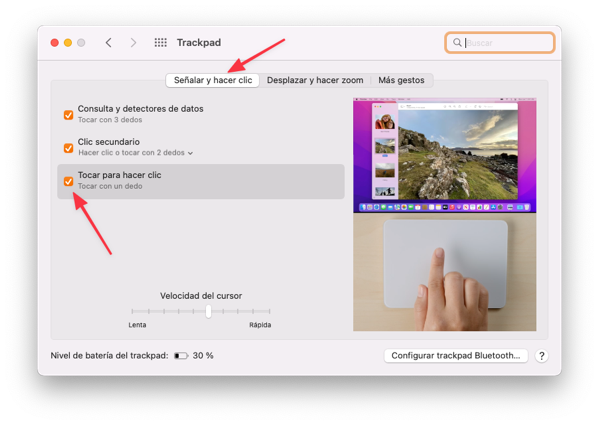 Trackpad
Buscar
Señalar y hacer clic
Desplazar y hacer zoom
Más gestos
Consulta y detectores de datos
Tocar con 3 dedos
Clic secundario
Hacer clic o tocar con 2 dedos
Tocar para hacer clic
Tocar con un dedo
Velocidad del cursor
Lenta
Rápida
Nivel de batería del trackpad: 30 %
Configurar trackpad Bluetooth...
?